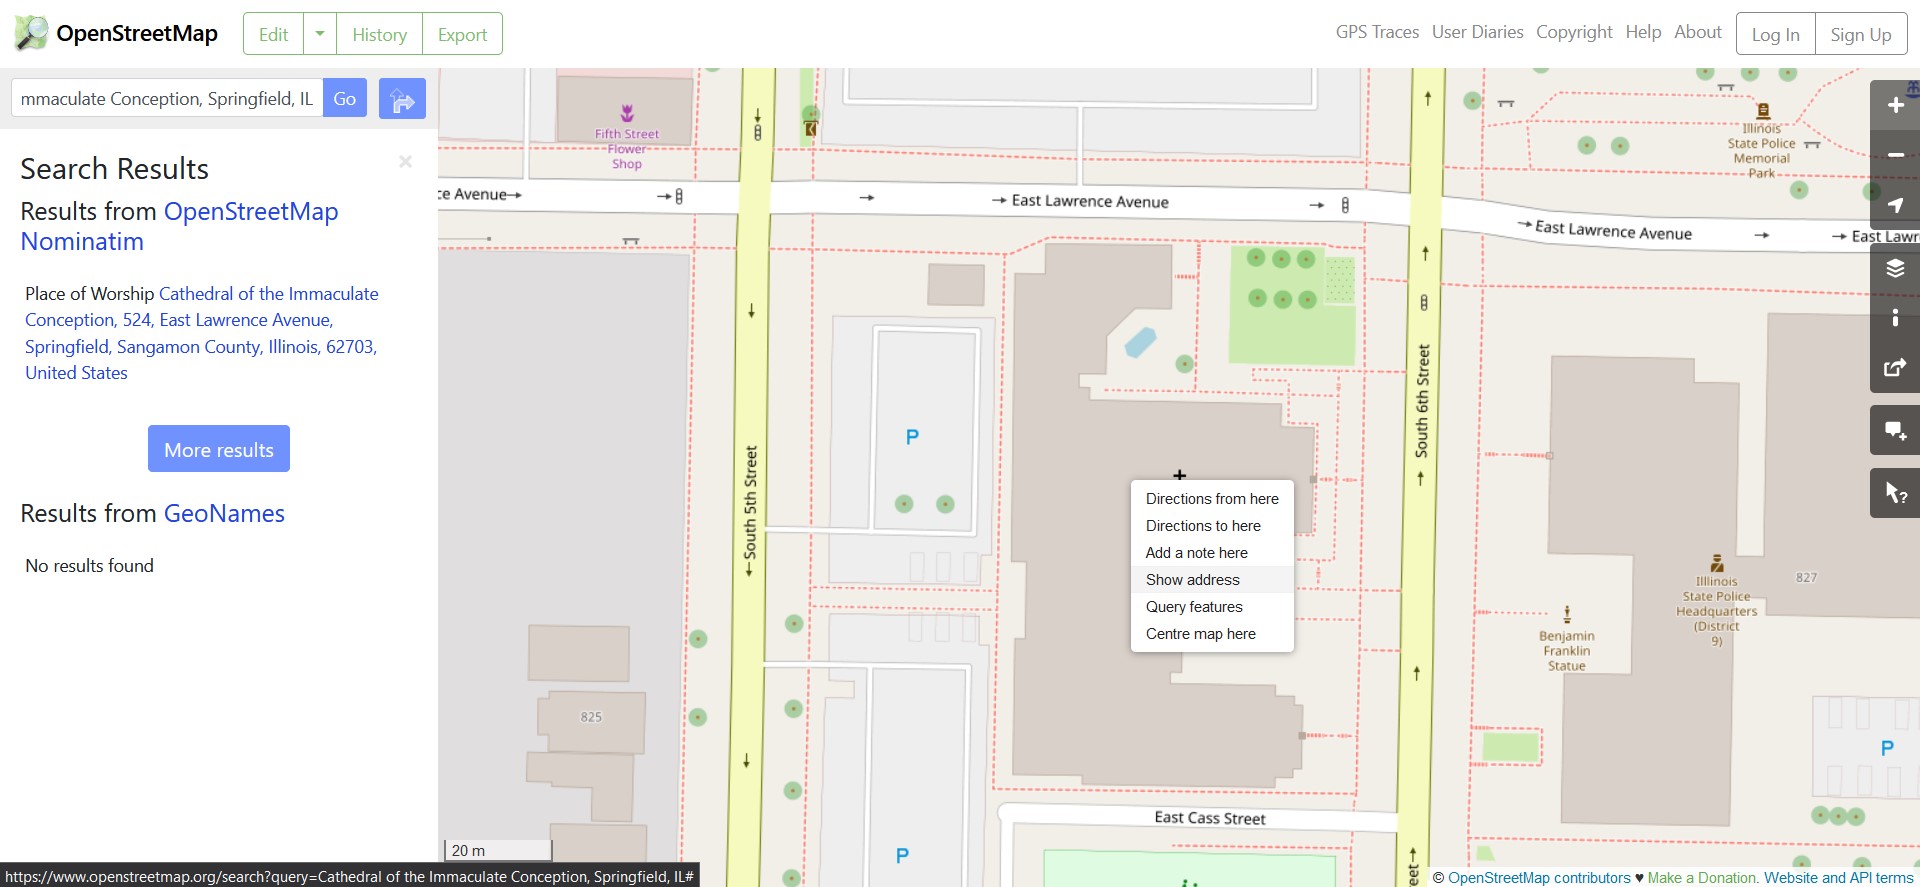 OpenStreetMap
Edit
History
Export
GPS Traces
User Diaries
Copyright
Help
About
Log In
Sign Up
mmaculate Conception, Springfield, IL
Go
Search Results
×
Results from OpenStreetMap
Nominatim
Place of Worship Cathedral of the Immaculate
Conception, 524, East Lawrence Avenue,
Springfield, Sangamon County, Illinois, 62703,
United States
More results
Results from GeoNames
No results found
Fifth Street
Flower
Shop
Illinois
State Police
Memorial
Park
ce Avenue
East Lawrence Avenue
East Lawrence Avenue
East Lawr
South 5th Street
South 6th Street
P
Directions from here
Directions to here
Add a note here
Show address
Query features
Centre map here
Illlinois
State Police
Headquarters
(District
9)
827
Benjamin
Franklin
Statue
825
P
P
East Cass Street
eet
20 m
https://www.openstreetmap.org/search?query=Cathedral of the Immaculate Conception, Springfield, IL#
© OpenStreetMap contributors ♥ Make a Donation. Website and API terms